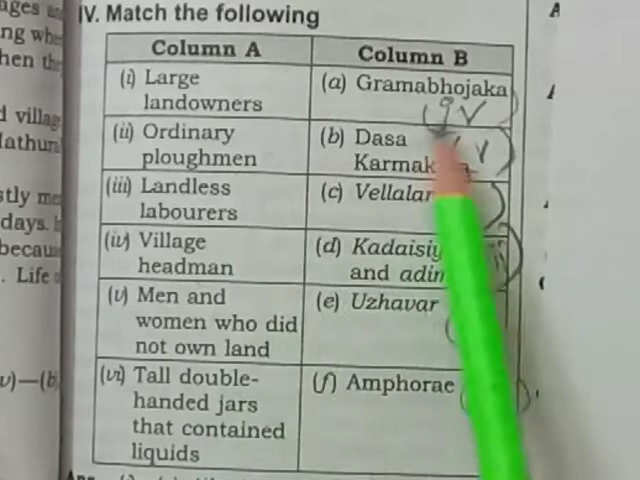 IV. Match the following
Column A
Column B
(i) Large
landowners
(a) Gramabhojaka
(ii) Ordinary
ploughmen
(b) Dasa
(iii) Landless
labourers
(c)
(iv) Village
headman
(d)
and
(v) Men and
women who did
not own land
(e) Uzhavar
(vi) Tall double-
handed jars
that contained
liquids
(f) Amphorae